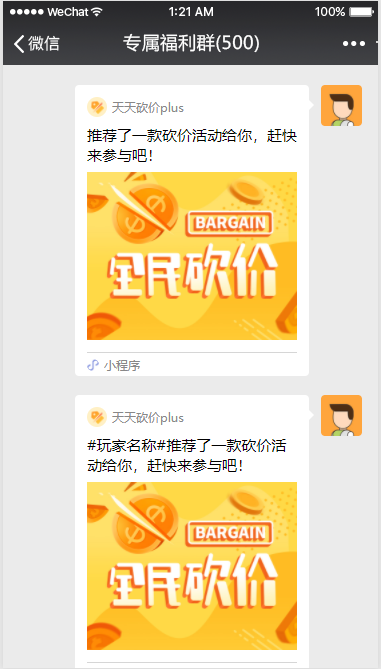 WeChat 1:21 AM 100%
微信 专属福利群(500)
天天砍价plus
推荐了一款砍价活动给你，赶快
来参与吧！
BARGAIN
全民砍价
小程序
天天砍价plus
#玩家名称#推荐了一款砍价活
动给你，赶快来参与吧！
BARGAIN
全民砍价